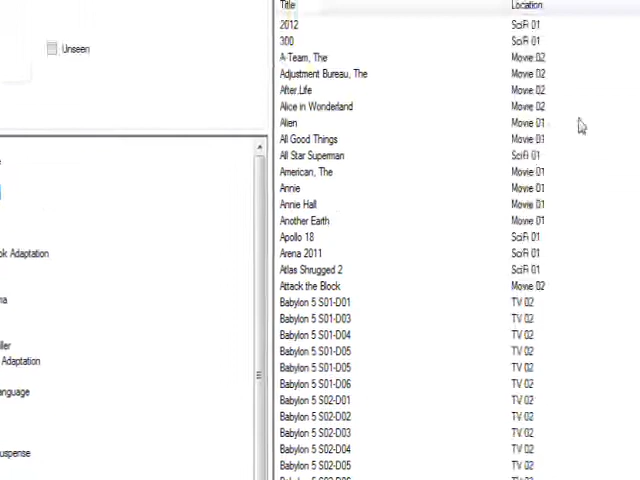 Title Location
Unseen
2012 SciFi 01
300 SciFi 01
A-Team, The Movie 02
Adjustment Bureau, The Movie 02
After.Life Movie 02
Alice in Wonderland Movie 02
Alien Movie 01
All Good Things Movie 01
All Star Superman SciFi 01
American, The Movie 01
Annie Movie 01
Annie Hall Movie 01
Another Earth Movie 01
Apollo 18 SciFi 01
Arena 2011 SciFi 01
Atlas Shrugged 2 SciFi 01
Attack the Block Movie 02
Babylon 5 S01-D01 TV 02
Babylon 5 S01-D03 TV 02
Babylon 5 S01-D04 TV 02
Babylon 5 S01-D05 TV 02
Babylon 5 S01-D05 TV 02
Babylon 5 S01-D06 TV 02
Babylon 5 S02-D01 TV 02
Babylon 5 S02-D02 TV 02
Babylon 5 S02-D03 TV 02
Babylon 5 S02-D04 TV 02
Babylon 5 S02-D05 TV 02
ok Adaptation
ma
ller
Adaptation
anguage
uspense